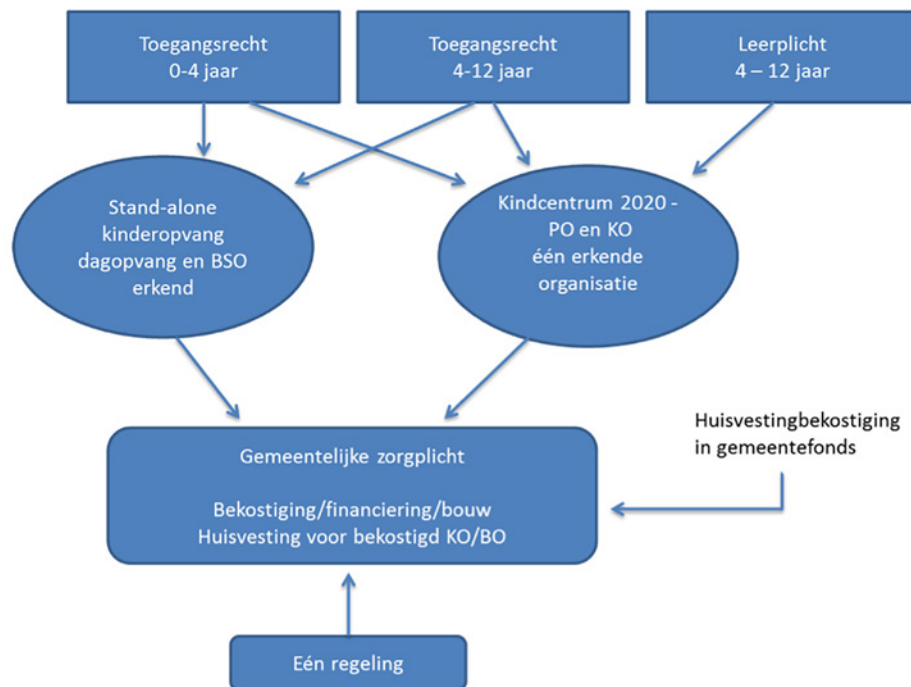 Toegangsrecht
0-4 jaar
Toegangsrecht
4-12 jaar
Leerplicht
4 – 12 jaar
Stand-alone
kinderopvang
dagopvang en BSO
erkend
Kindcentrum 2020 -
PO en KO
één erkende
organisatie
Huisvestingbekostiging
in gemeentefonds
Gemeentelijke zorgplicht
Bekostiging/financiering/bouw
Huisvesting voor bekostigd KO/BO
Eén regeling